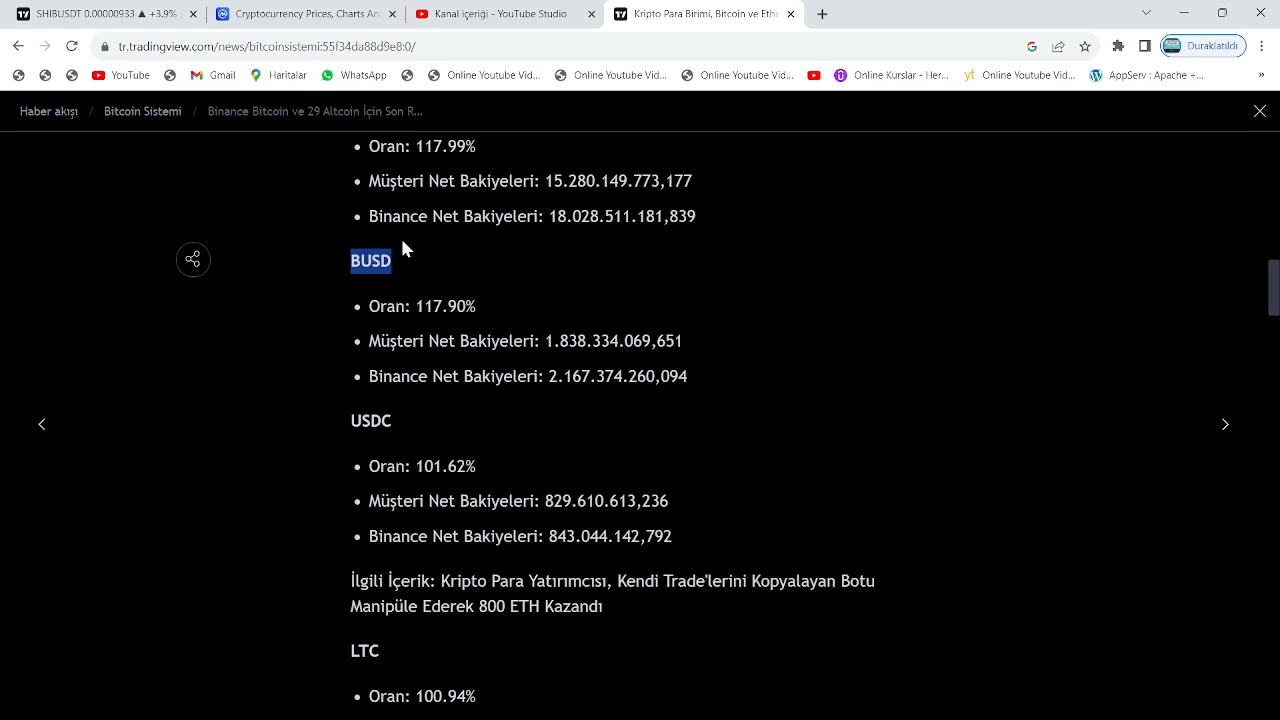 SHIBUSDT 0.00000933 ▲ +3.9%
Cryptocurrency Prices, Charts An
Kanal içeriği - YouTube Studio
Kripto Para Birimi, Bitcoin ve Ethe
tr.tradingview.com/news/bitcoinsistemi:55f34da88d9e8:0/
Duraklatıldı
YouTube
Gmail
Haritalar
WhatsApp
Online Youtube Vid...
Online Youtube Vid...
Online Youtube Vid...
Online Kurslar - Her...
yt Online Youtube Vid...
AppServ : Apache +...
»
Haber akışı / Bitcoin Sistemi / Binance Bitcoin ve 29 Altcoin İçin Son R...
• Oran: 117.99%
• Müşteri Net Bakiyeleri: 15.280.149.773,177
• Binance Net Bakiyeleri: 18.028.511.181,839
BUSD
• Oran: 117.90%
• Müşteri Net Bakiyeleri: 1.838.334.069,651
• Binance Net Bakiyeleri: 2.167.374.260,094
USDC
• Oran: 101.62%
• Müşteri Net Bakiyeleri: 829.610.613,236
• Binance Net Bakiyeleri: 843.044.142,792
İlgili İçerik: Kripto Para Yatırımcısı, Kendi Trade'lerini Kopyalayan Botu
Manipüle Ederek 800 ETH Kazandı
LTC
• Oran: 100.94%